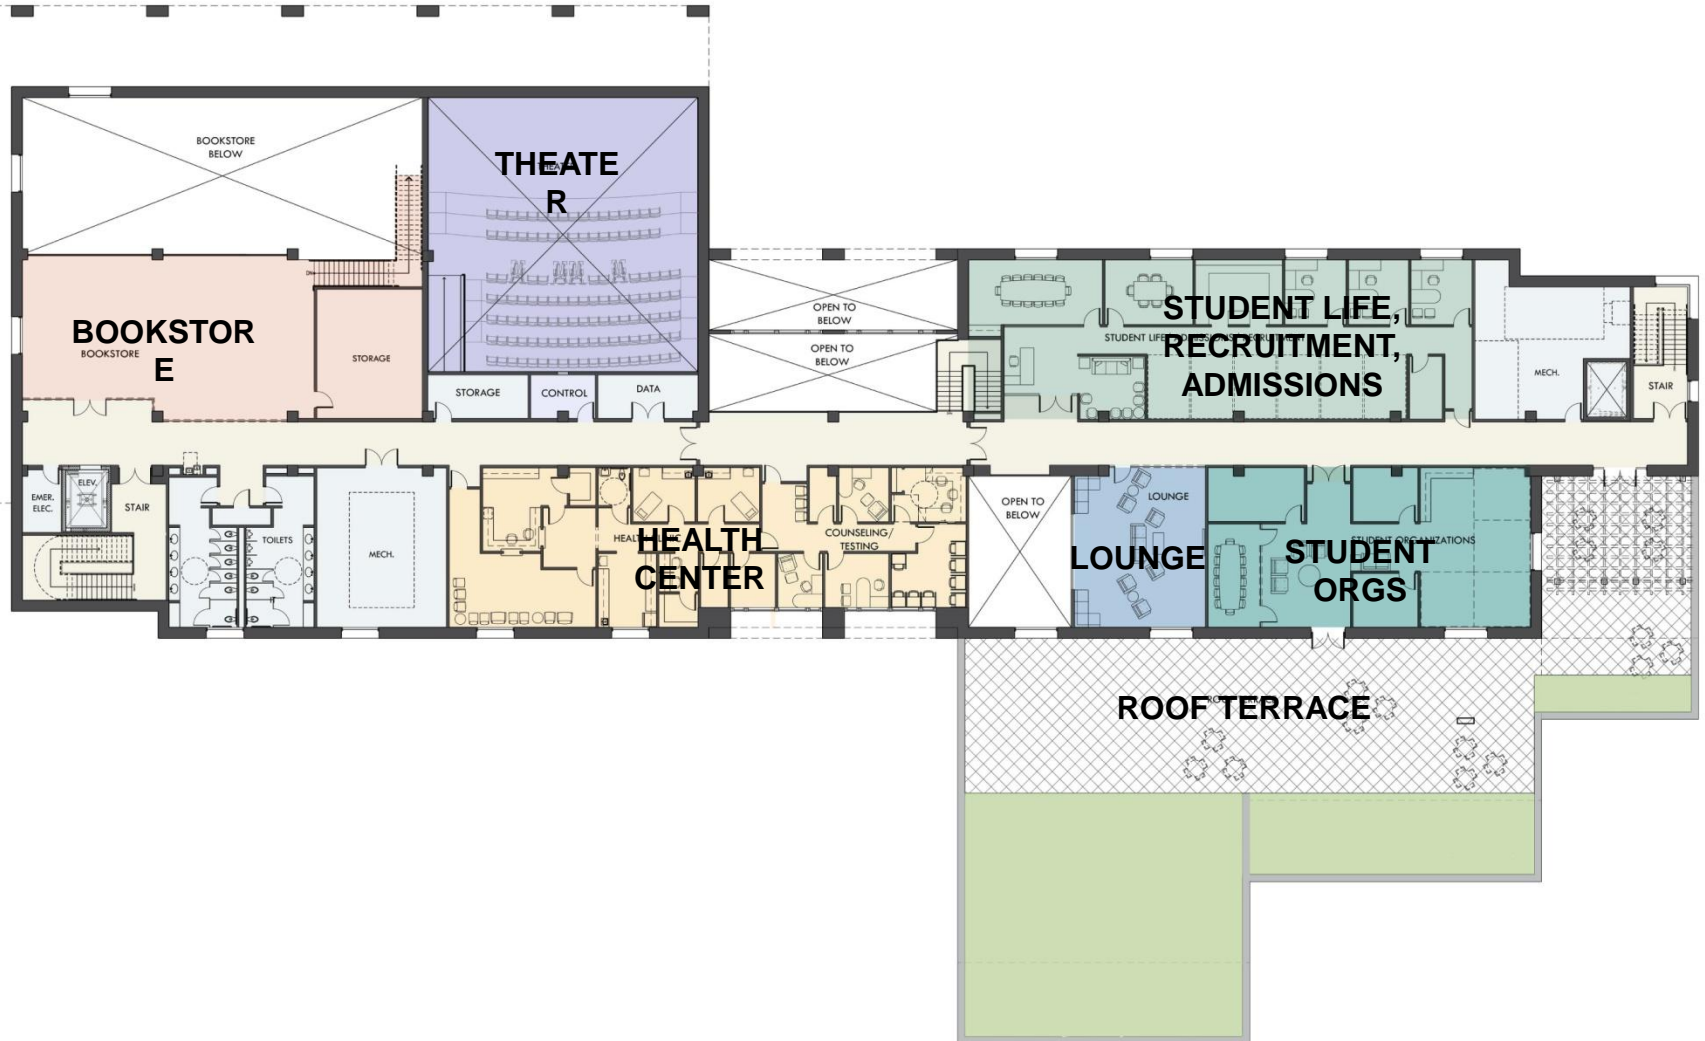 BOOKSTORE
BELOW
THEATE
R
OPEN TO
BELOW
OPEN TO
BELOW
STUDENT LIFE,
RECRUITMENT,
ADMISSIONS
BOOKSTOR
E
BOOKSTORE
STORAGE
STORAGE
CONTROL
DATA
MECH.
STAIR
EMER.
ELEC.
ELEV.
STAIR
TOILETS
MECH.
HEALTH CLINIC
HEALTH
CENTER
COUNSELING/
TESTING
OPEN TO
BELOW
LOUNGE
LOUNGE
STUDENT ORGANIZATIONS
STUDENT
ORGS
ROOF TERRACE